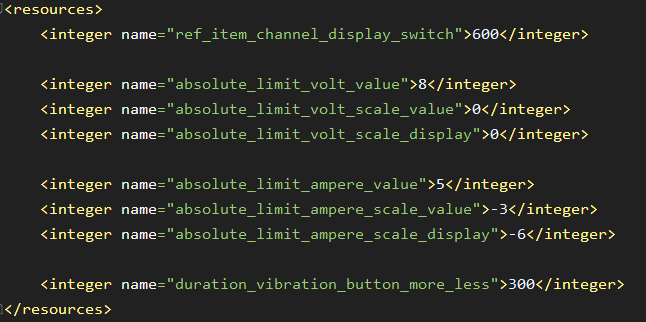 <resources>
<integer name="ref_item_channel_display_switch">600</integer>
<integer name="absolute_limit_volt_value">8</integer>
<integer name="absolute_limit_volt_scale_value">0</integer>
<integer name="absolute_limit_volt_scale_display">0</integer>
<integer name="absolute_limit_ampere_value">5</integer>
<integer name="absolute_limit_ampere_scale_value">-3</integer>
<integer name="absolute_limit_ampere_scale_display">-6</integer>
<integer name="duration_vibration_button_more_less">300</integer>
</resources>